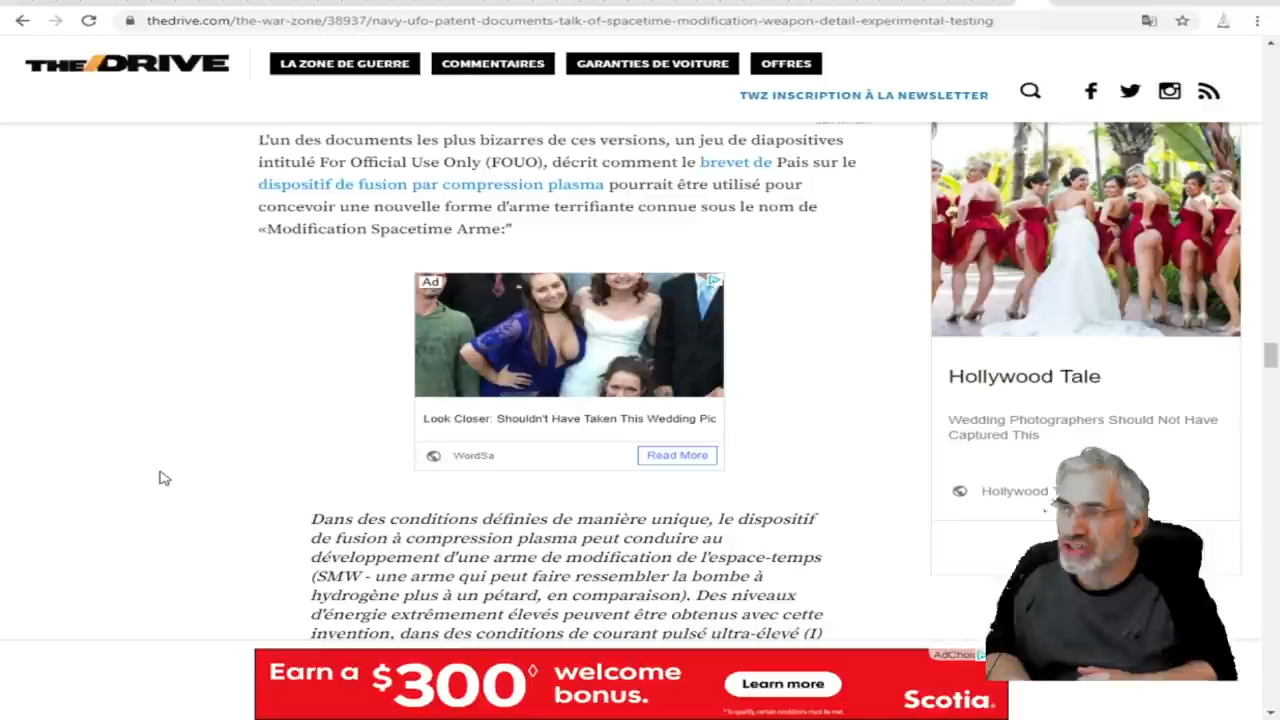 thedrive.com/the-war-zone/38937/navy-ufo-patent-documents-talk-of-spacetime-modification-weapon-detail-experimental-testing
THE DRIVE
LA ZONE DE GUERRE
COMMENTAIRES
GARANTIES DE VOITURE
OFFRES
TWZ INSCRIPTION À LA NEWSLETTER
L'un des documents les plus bizarres de ces versions, un jeu de diapositives
intitulé For Official Use Only (FOUO), décrit comment le brevet de Pais sur le
dispositif de fusion par compression plasma pourrait être utilisé pour
concevoir une nouvelle forme d'arme terrifiante connue sous le nom de
«Modification Spacetime Arme:"
Ad
Look Closer: Shouldn't Have Taken This Wedding Pic
WordSa
Read More
Hollywood Tale
Wedding Photographers Should Not Have
Captured This
Hollywood
Dans des conditions définies de manière unique, le dispositif
de fusion à compression plasma peut conduire au
développement d'une arme de modification de l'espace-temps
(SMW - une arme qui peut faire ressembler la bombe à
hydrogène plus à un pétard, en comparaison). Des niveaux
d'énergie extrêmement élevés peuvent être obtenus avec cette
invention, dans des conditions de courant pulsé ultra-élevé (I)
Earn a $300◊ welcome
bonus.
Learn more
*To qualify, certain conditions must be met.
AdChoic
Scotia.